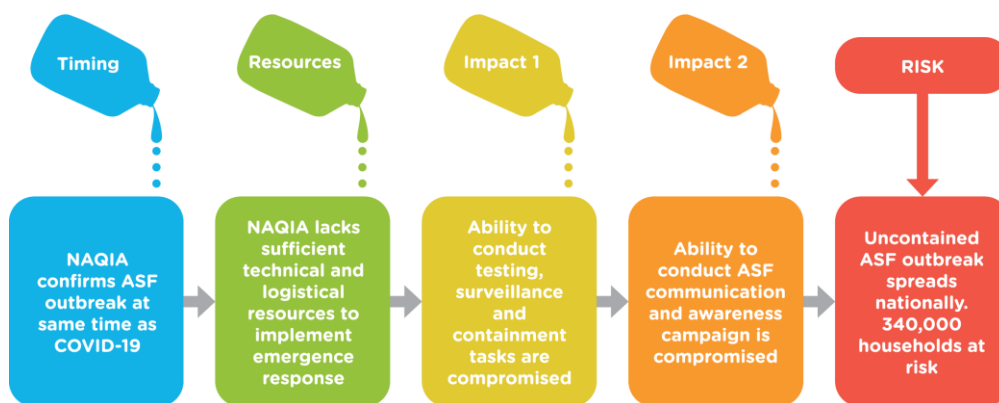 Timing
Resources
Impact 1
Impact 2
RISK
NAQIA
confirms ASF
outbreak at
same time as
COVID-19
NAQIA lacks
sufficient
technical and
logistical
resources to
implement
emergence
response
Ability to
conduct
testing,
surveillance
and
containment
tasks are
compromised
Ability to
conduct ASF
communication
and awareness
campaign is
compromised
Uncontained
ASF outbreak
spreads
nationally.
340,000
households at
risk